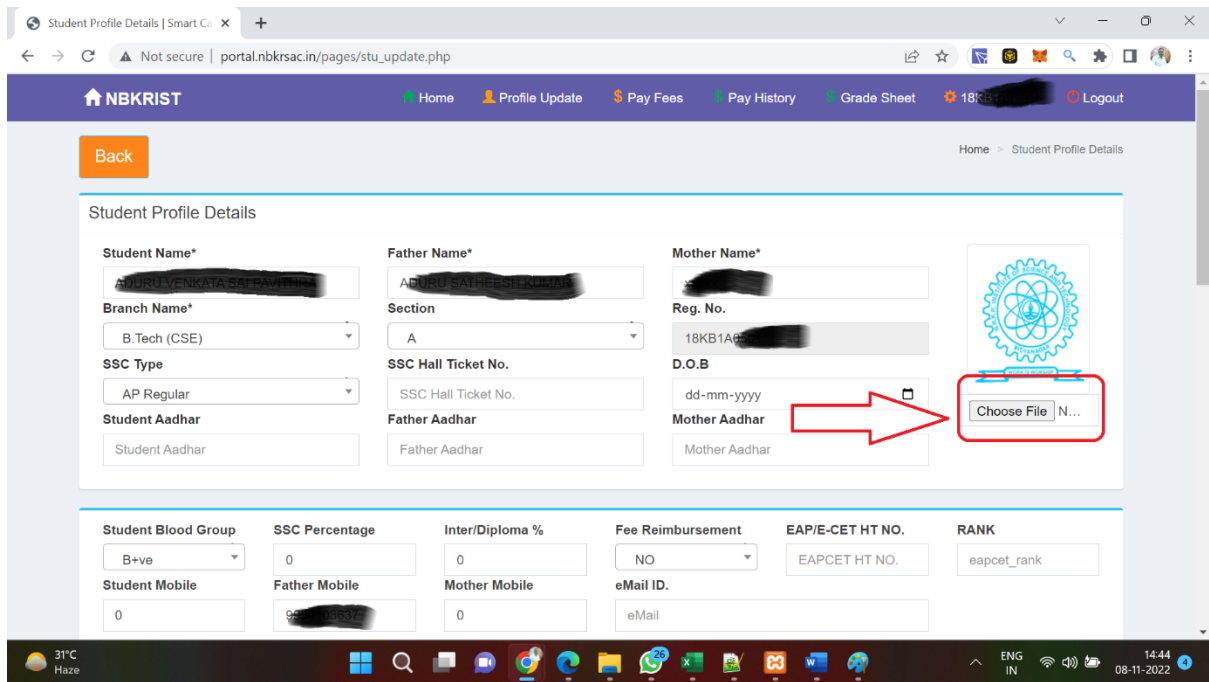 Student Profile Details | Smart Ca
Not secure | portal.nbkrsac.in/pages/stu_update.php
NBKRIST Home Profile Update $ Pay Fees $ Pay History $ Grade Sheet Logout
Back Home > Student Profile Details
Student Profile Details
Student Name* Father Name* Mother Name*
Branch Name* Section Reg. No.
B.Tech (CSE) A
SSC Type SSC Hall Ticket No. D.O.B
AP Regular SSC Hall Ticket No. dd-mm-yyyy
Choose File N...
Student Aadhar Father Aadhar Mother Aadhar
Student Aadhar Father Aadhar Mother Aadhar
Student Blood Group SSC Percentage Inter/Diploma % Fee Reimbursement EAP/E-CET HT NO. RANK
B+ve 0 0 NO EAPCET HT NO. eapcet_rank
Student Mobile Father Mobile Mother Mobile eMail ID.
0 0 eMail
31°C 26 ENG 14:44
Haze IN 08-11-2022 4